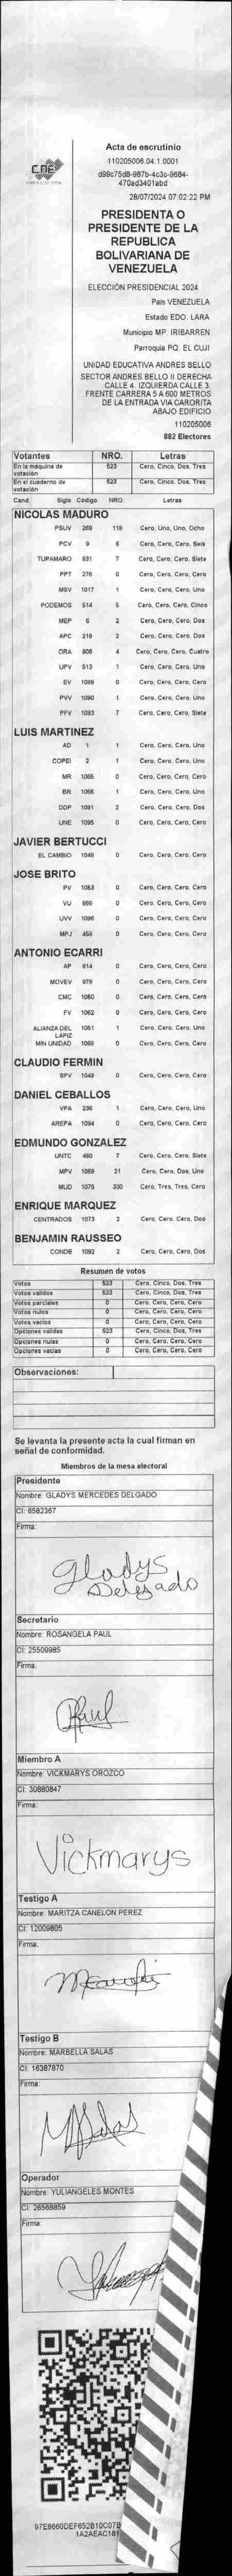 CNE
Acta de escrutinio
110205006.04.1.0001
d99c75d8-987b-4c3c-9684-
470ad3401abd
28/07/2024 07:02:22 PM
PRESIDENTA O
PRESIDENTE DE LA
REPUBLICA
BOLIVARIANA DE
VENEZUELA
ELECCIÓN PRESIDENCIAL 2024
País VENEZUELA
Estado EDO. LARA
Municipio MP. IRIBARREN
Parroquia PQ. EL CUJI
UNIDAD EDUCATIVA ANDRES BELLO
SECTOR ANDRES BELLO II DERECHA
CALLE 4. IZQUIERDA CALLE 3.
FRENTE CARRERA 5 A 600 METROS
DE LA ENTRADA VIA CARORITA
ABAJO EDIFICIO
110205006
882 Electores
Votantes NRO. Letras
En la máquina de votación 523 Cero, Cinco, Dos, Tres
En el cuaderno de votación 523 Cero, Cinco, Dos, Tres
Cand. Sigla Código NRO. Letras
NICOLAS MADURO
PSUV 269 118 Cero, Uno, Uno, Ocho
PCV 9 6 Cero, Cero, Cero, Seis
TUPAMARO 931 7 Cero, Cero, Cero, Siete
PPT 276 0 Cero, Cero, Cero, Cero
MSV 1017 1 Cero, Cero, Cero, Uno
PODEMOS 514 5 Cero, Cero, Cero, Cinco
MEP 6 2 Cero, Cero, Cero, Dos
APC 219 2 Cero, Cero, Cero, Dos
ORA 906 4 Cero, Cero, Cero, Cuatro
UPV 513 1 Cero, Cero, Cero, Uno
EV 1089 0 Cero, Cero, Cero, Cero
PVV 1090 1 Cero, Cero, Cero, Uno
PFV 1093 7 Cero, Cero, Cero, Siete
LUIS MARTINEZ
AD 1 1 Cero, Cero, Cero, Uno
COPEI 2 1 Cero, Cero, Cero, Uno
MR 1065 0 Cero, Cero, Cero, Cero
BR 1066 1 Cero, Cero, Cero, Uno
DDP 1091 2 Cero, Cero, Cero, Dos
UNE 1095 0 Cero, Cero, Cero, Cero
JAVIER BERTUCCI
EL CAMBIO 1048 0 Cero, Cero, Cero, Cero
JOSE BRITO
PV 1053 0 Cero, Cero, Cero, Cero
VU 0 Cero, Cero, Cero, Cero
UVV 1096 0 Cero, Cero, Cero, Cero
MPJ 458 0 Cero, Cero, Cero, Cero
ANTONIO ECARRI
AP 914 0 Cero, Cero, Cero, Cero
MOVEV 978 0 Cero, Cero, Cero, Cero
CMC 1050 0 Cero, Cero, Cero, Cero
FV 1052 0 Cero, Cero, Cero, Cero
ALIANZA DEL LAPIZ 1051 1 Cero, Cero, Cero, Uno
MIN UNIDAD 1069 0 Cero, Cero, Cero, Cero
CLAUDIO FERMIN
SPV 1049 0 Cero, Cero, Cero, Cero
DANIEL CEBALLOS
VPA 236 1 Cero, Cero, Cero, Uno
AREPA 1094 0 Cero, Cero, Cero, Cero
EDMUNDO GONZALEZ
UNTC 460 7 Cero, Cero, Cero, Siete
MPV 21 Cero, Cero, Dos, Uno
MUD 1075 330 Cero, Tres, Tres, Cero
ENRIQUE MARQUEZ
CENTRADOS 1073 2 Cero, Cero, Cero, Dos
BENJAMIN RAUSSEO
CONDE 1092 2 Cero, Cero, Cero, Dos
Resumen de votos
Votos 523 Cero, Cinco, Dos, Tres
Votos válidos 523 Cero, Cinco, Dos, Tres
Votos parciales 0 Cero, Cero, Cero, Cero
Votos nulos 0 Cero, Cero, Cero, Cero
Votos vacíos 0 Cero, Cero, Cero, Cero
Opciones válidas 523 Cero, Cinco, Dos, Tres
Opciones nulas 0 Cero, Cero, Cero, Cero
Opciones vacías 0 Cero, Cero, Cero, Cero
Observaciones:
Se levanta la presente acta la cual firman en
señal de conformidad.
Miembros de la mesa electoral
Presidente
Nombre: GLADYS MERCEDES DELGADO
CI: 6582367
Firma:
Gladys
Delgado
Secretario
Nombre: ROSANGELA PAUL
CI: 25509985
Firma:
RPaul
Miembro A
Nombre: VICKMARYS OROZCO
CI: 30880847
Firma:
Vickmarys
Testigo A
Nombre: MARITZA CANELON PEREZ
CI: 12009805
Firma:
Testigo B
Nombre: MARBELLA SALAS
CI: 16387870
Firma:
MSalas
Operador
Nombre: YULIANGELES MONTES
CI: 26568859
Firma:
97E8660DEF652B10C07B
1A2AEAC181